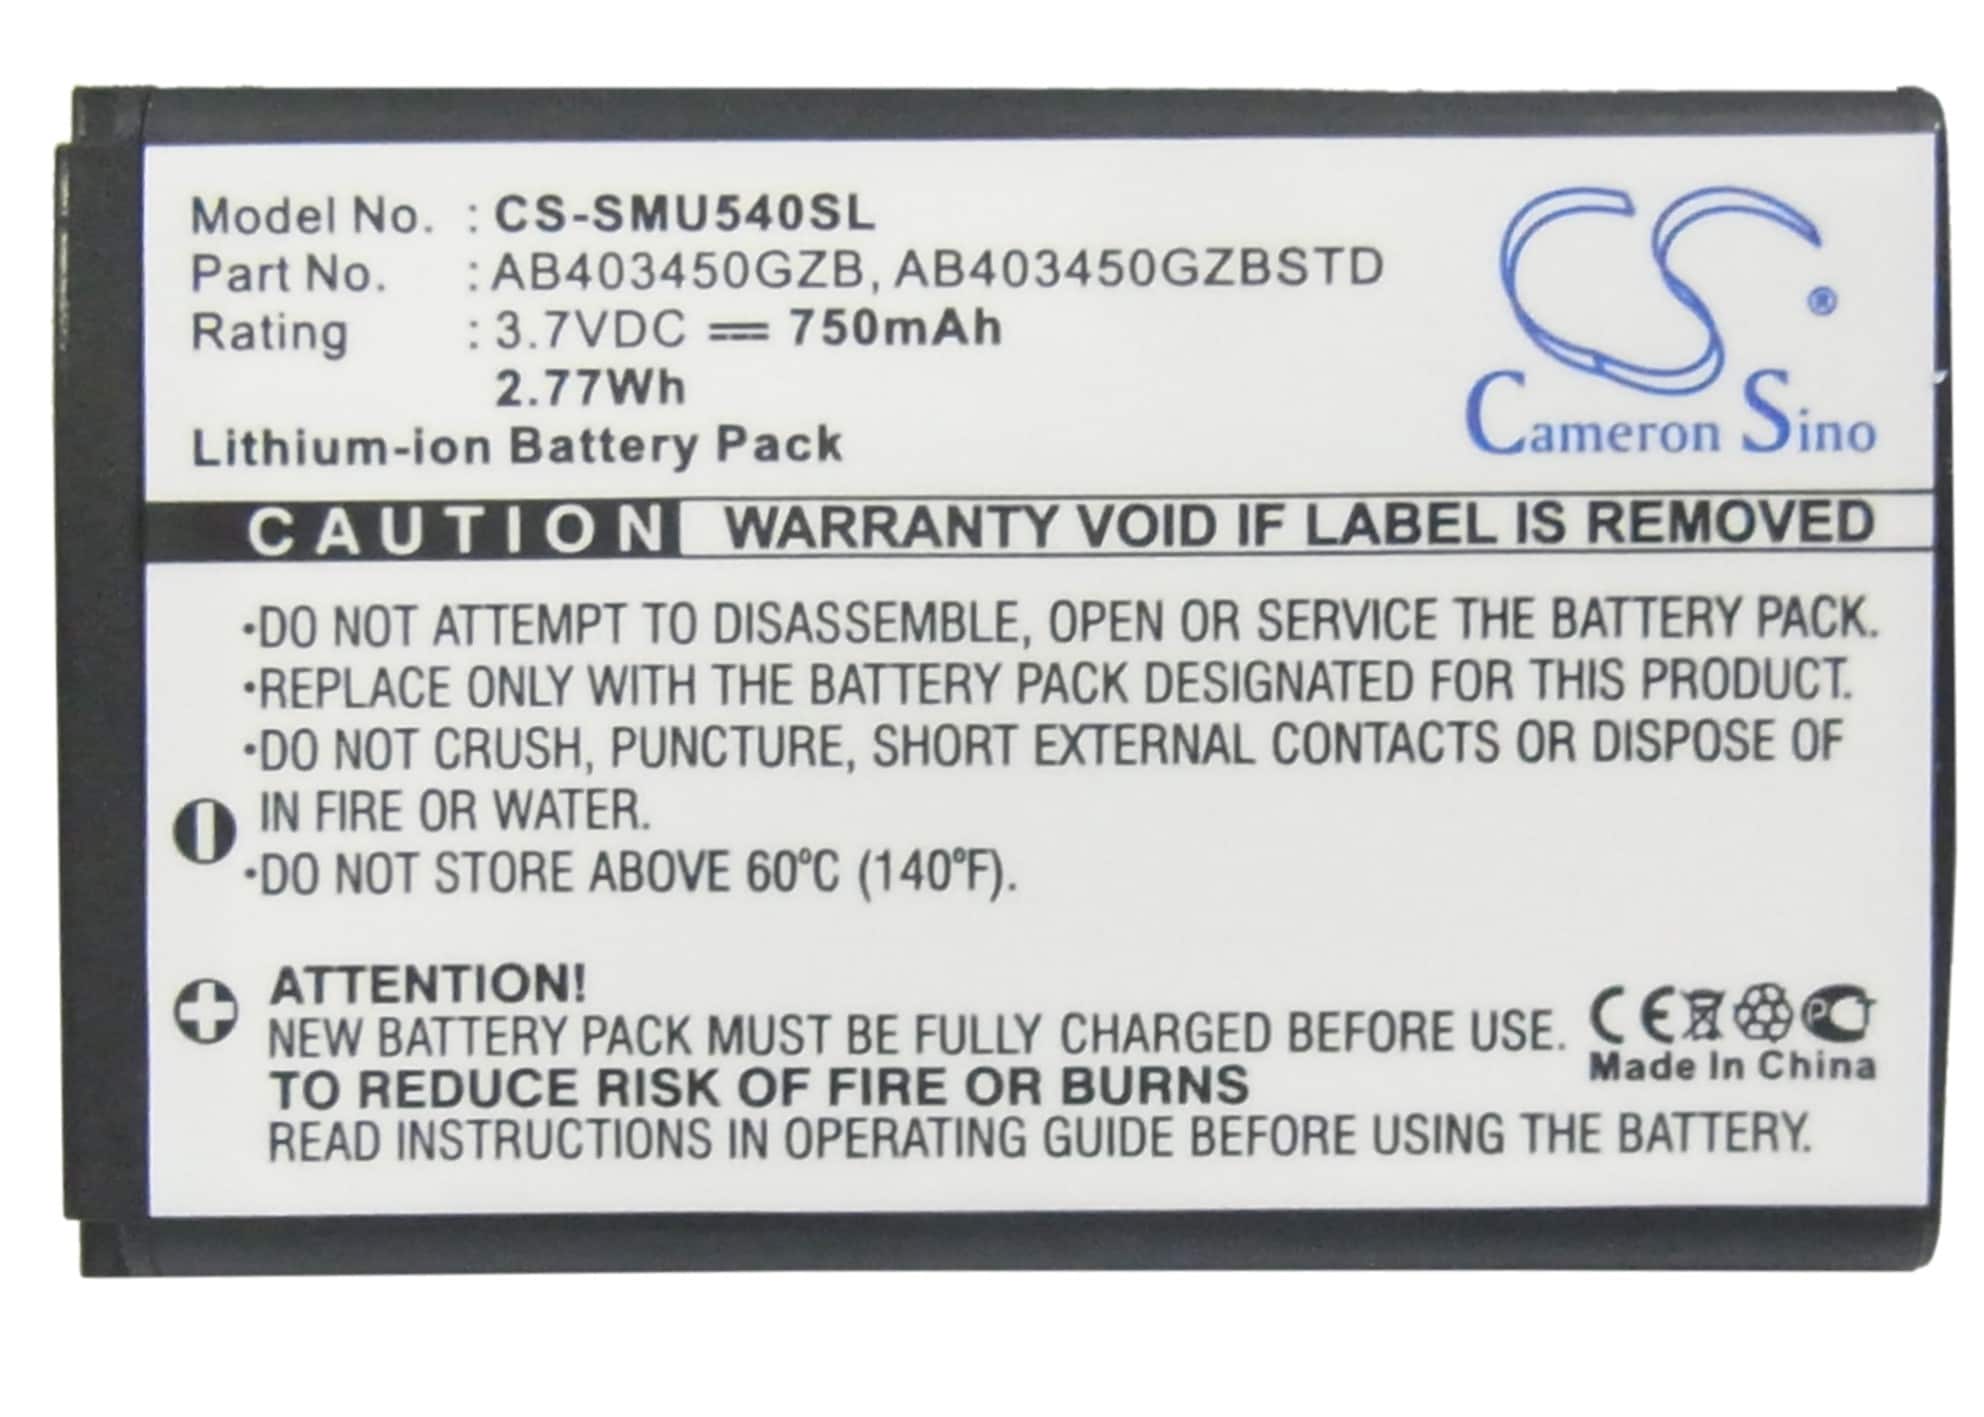 Model No. : CS-SMU540SL
Part No. : AB403450GZB, AB403450GZBSTD
Rating : 3.7VDC ⎓ 750mAh
2.77Wh
Lithium-ion Battery Pack
CS®
Cameron Sino
CAUTION WARRANTY VOID IF LABEL IS REMOVED
•DO NOT ATTEMPT TO DISASSEMBLE, OPEN OR SERVICE THE BATTERY PACK.
•REPLACE ONLY WITH THE BATTERY PACK DESIGNATED FOR THIS PRODUCT.
•DO NOT CRUSH, PUNCTURE, SHORT EXTERNAL CONTACTS OR DISPOSE OF
IN FIRE OR WATER.
•DO NOT STORE ABOVE 60°C (140°F).
ATTENTION!
NEW BATTERY PACK MUST BE FULLY CHARGED BEFORE USE.
TO REDUCE RISK OF FIRE OR BURNS
READ INSTRUCTIONS IN OPERATING GUIDE BEFORE USING THE BATTERY.
CE PCT
Made In China